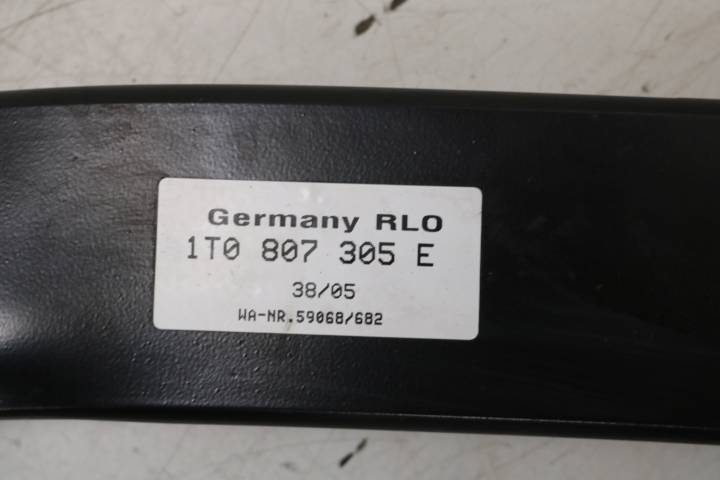 Germany RLO
1T0 807 305 E
38/05
WA-NR.59068/682